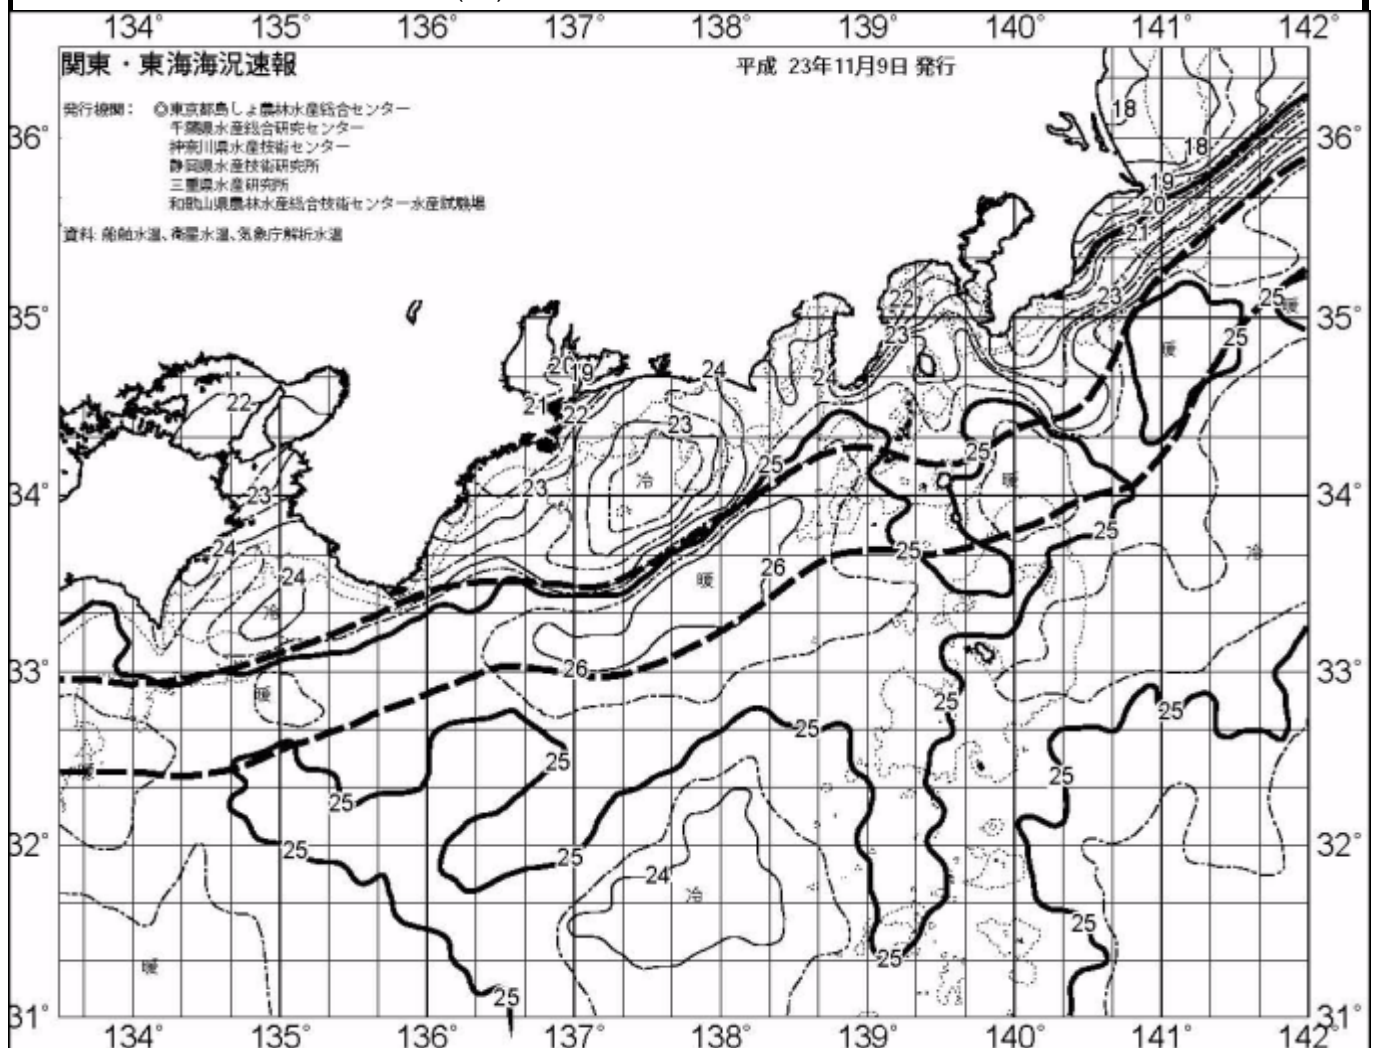 134° 135° 136° 137° 138° 139° 140° 141° 142°
関東・東海海況速報
平成 23年11月9日 発行
発行機関: ◎東京都島しょ農林水産総合センター
千葉県水産総合研究センター
神奈川県水産技術センター
静岡県水産技術研究所
三重県水産研究所
和歌山県農林水産総合技術センター水産試験場
資料: 船舶水温、衛星水温、気象庁解析水温
18
36° 36°
18
19
20
21
22 23 25 暖
35° 35°
23 25
暖
24
20 19
22 21 22
23
25 25
冷 暖
23 23 34° 34°
24 25 25 冷
24 暖 26
冷
33° 26 33°
暖
25 25 25
暖 25 25
25
32° 25 25 32°
24 冷
25
25
暖
25
31° 31°
134° 135° 136° 137° 138° 139° 140° 141° 142°